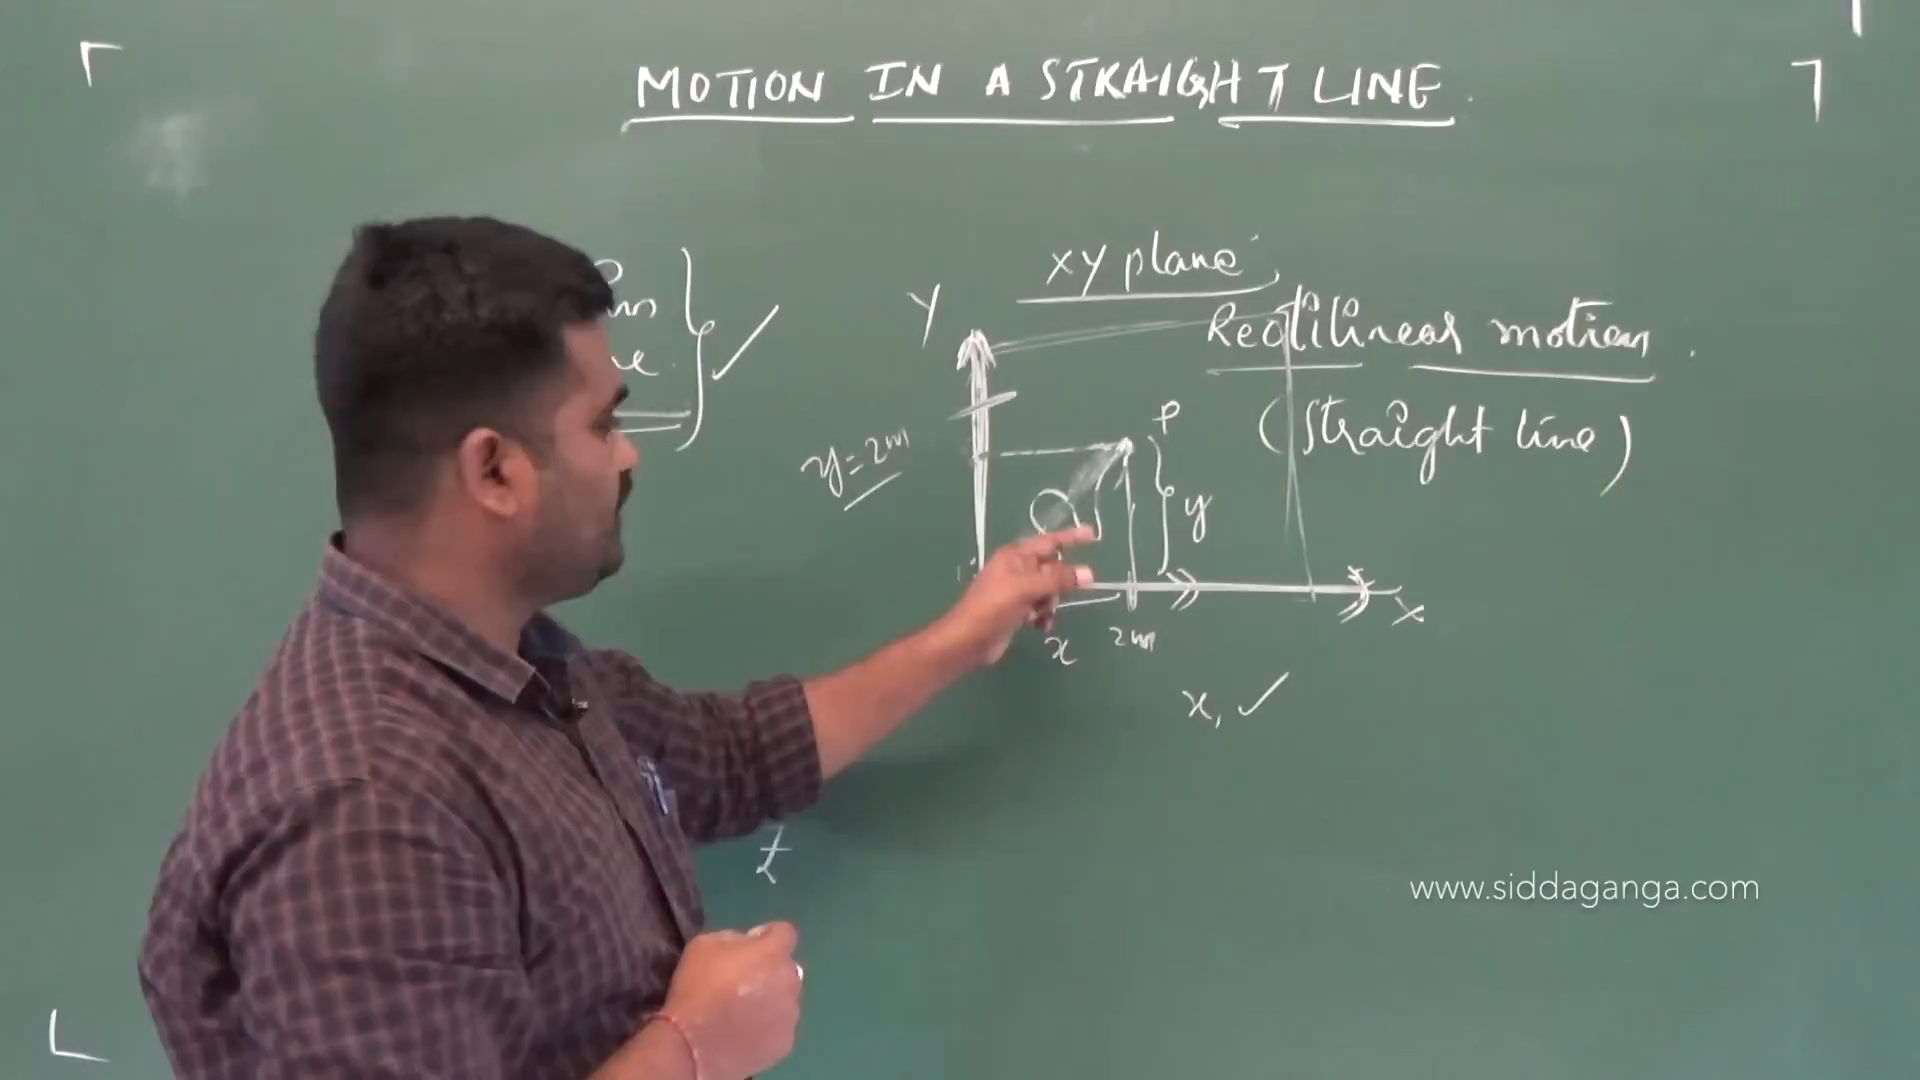 MOTION IN A STRAIGHT LINE
xy plane
Y
Rectilinear motion
(straight line)
P
y=2m
y
x
2m
X
x,
z
www.siddaganga.com